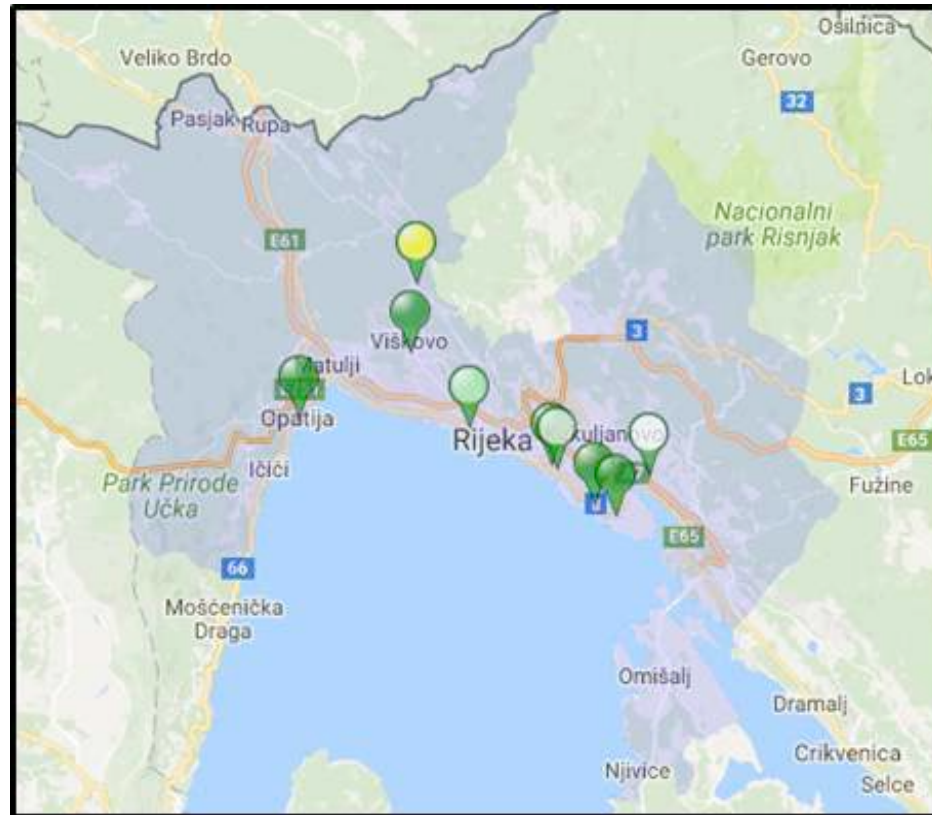 Osilnica
Veliko Brdo
Gerovo
32
Pasjak
Rupa
Nacionalni
park Risnjak
E61
3
Viškovo
Matulji
3
Lok
Opatija
Rijeka
E65
Ičići
Park Prirode
Učka
Fužine
E65
66
Mošćenička
Draga
Omišalj
Dramalj
Crikvenica
Njivice
Selce